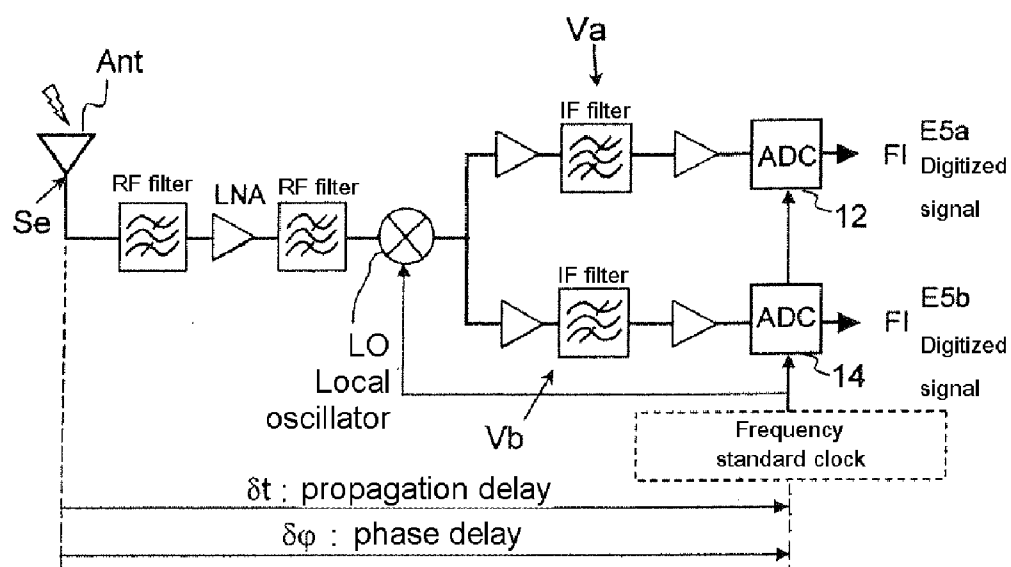 Va
Ant
IF filter
E5a
ADC
FI
Digitized
signal
RF filter
LNA
RF filter
Se
12
IF filter
E5b
ADC
FI
Digitized
signal
LO
Local
oscillator
14
Vb
Frequency
standard clock
δt : propagation delay
δφ : phase delay